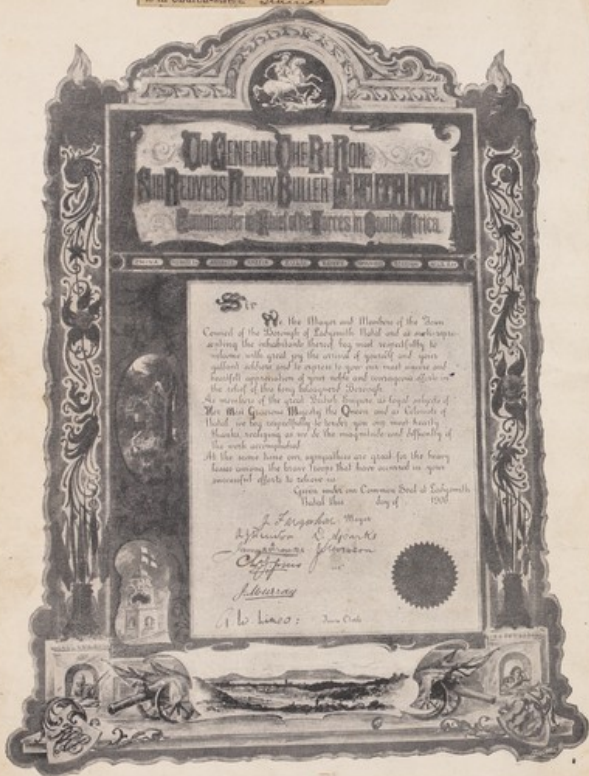 To General The Rt Hon.
Sir Redvers Henry Buller
Commander in Chief of the Forces in South Africa.
Sir
We the Mayor and Members of the Town
Council of the Borough of Ladysmith Natal and as such repre-
senting the inhabitants thereof beg most respectfully to
welcome with great joy the arrival of yourself and your
gallant soldiers and to express to you our most sincere and
heartfelt appreciation of your noble and courageous efforts in
the relief of this long beleaguered Borough.
As members of the great British Empire as loyal subjects of
Her Most Gracious Majesty the Queen and as Colonists of
Natal we beg respectfully to tender you our most hearty
thanks, realizing as we do the magnitude and difficulty of
the work accomplished.
At the same time our sympathies are great for the heavy
losses among the brave troops that have occurred in your
successful efforts to relieve us.
Given under our Common Seal at Ladysmith
Natal this day of 1900
J. Farquhar Mayor
D. Sparks
J. Murray
G. W. Lines: Town Clerk